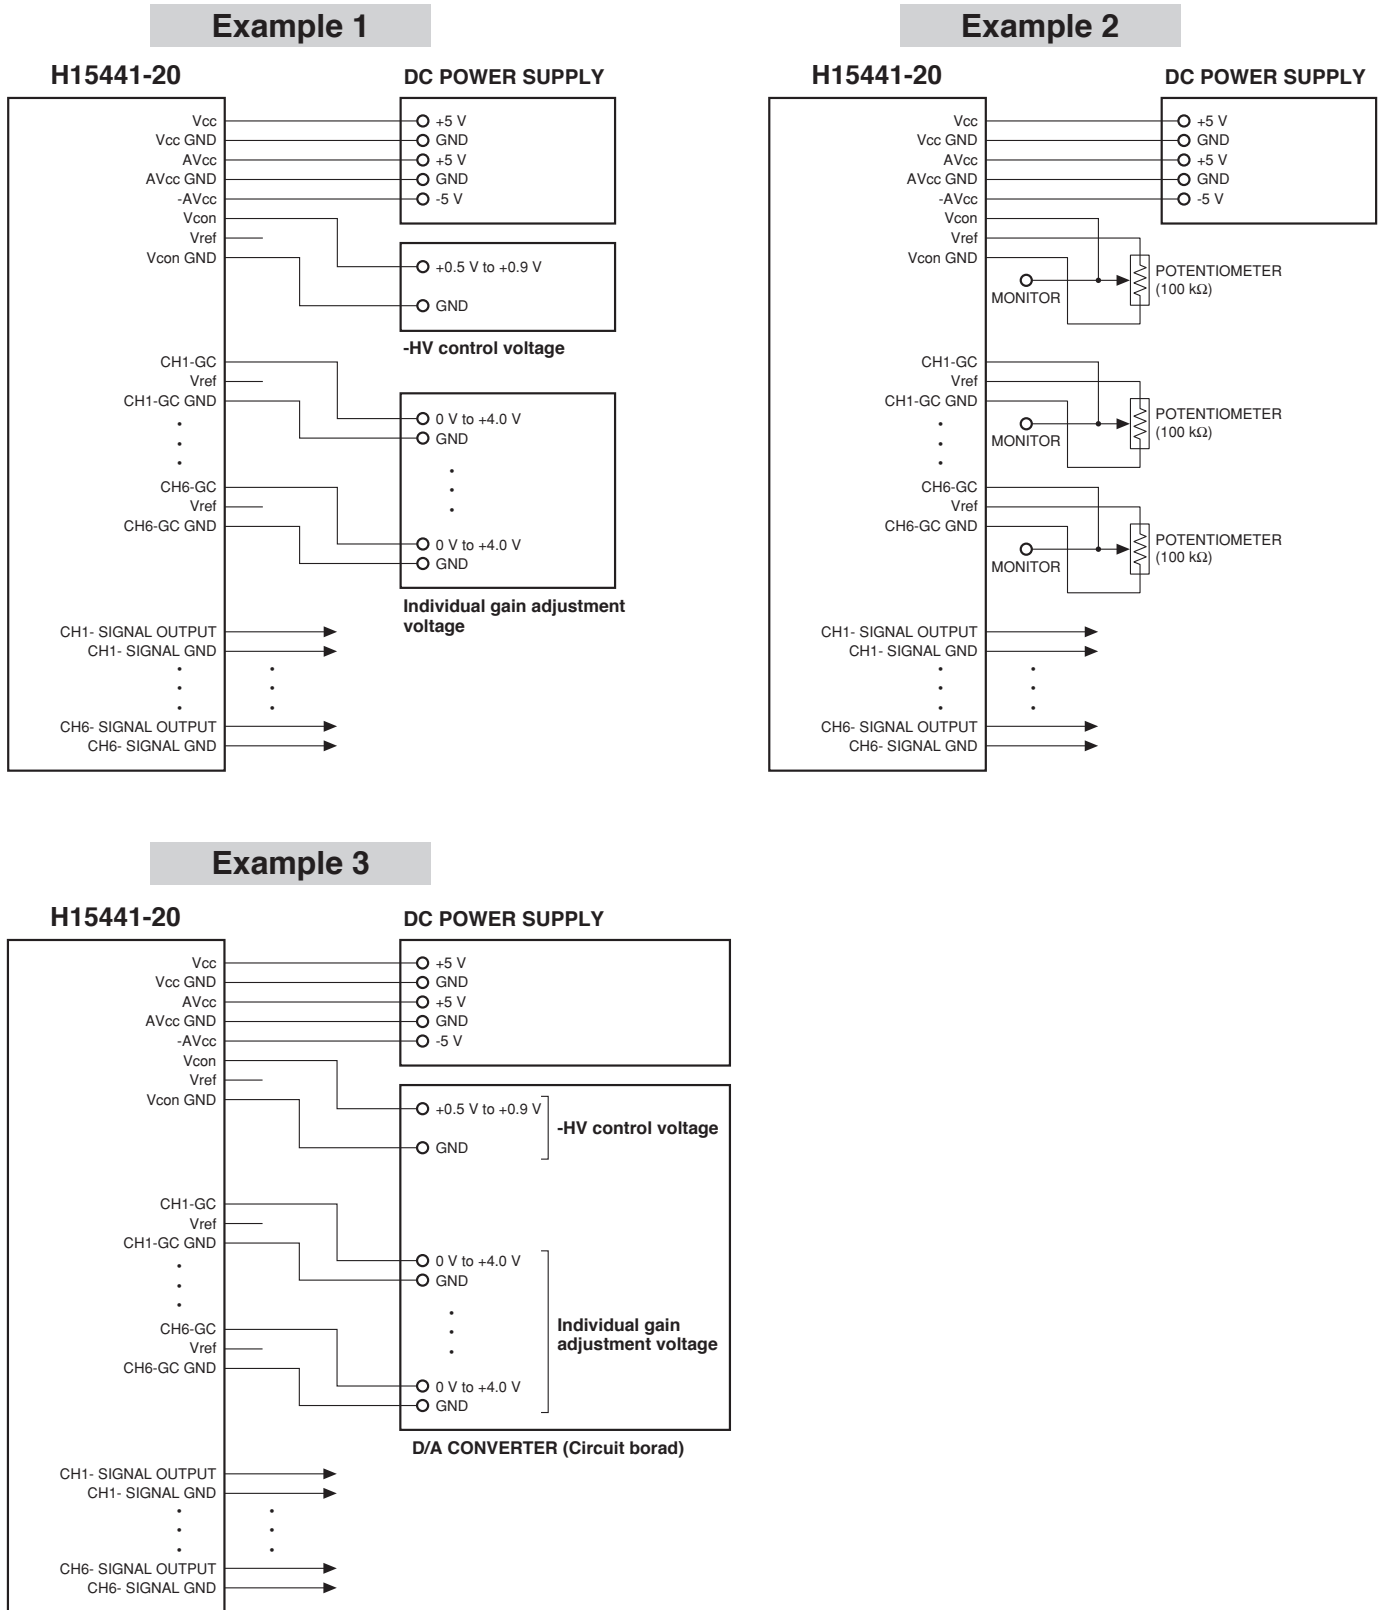 Example 1
H15441-20
DC POWER SUPPLY
Vcc
+5 V
Vcc GND
GND
AVcc
+5 V
AVcc GND
GND
-AVcc
-5 V
Vcon
Vref
Vcon GND
+0.5 V to +0.9 V
GND
-HV control voltage
CH1-GC
Vref
CH1-GC GND
0 V to +4.0 V
GND
CH6-GC
Vref
CH6-GC GND
0 V to +4.0 V
GND
Individual gain adjustment
voltage
CH1- SIGNAL OUTPUT
CH1- SIGNAL GND
CH6- SIGNAL OUTPUT
CH6- SIGNAL GND
Example 2
H15441-20
DC POWER SUPPLY
Vcc
+5 V
Vcc GND
GND
AVcc
+5 V
AVcc GND
GND
-AVcc
-5 V
Vcon
Vref
Vcon GND
MONITOR
POTENTIOMETER
(100 kΩ)
CH1-GC
Vref
CH1-GC GND
MONITOR
POTENTIOMETER
(100 kΩ)
CH6-GC
Vref
CH6-GC GND
MONITOR
POTENTIOMETER
(100 kΩ)
CH1- SIGNAL OUTPUT
CH1- SIGNAL GND
CH6- SIGNAL OUTPUT
CH6- SIGNAL GND
Example 3
H15441-20
DC POWER SUPPLY
Vcc
+5 V
Vcc GND
GND
AVcc
+5 V
AVcc GND
GND
-AVcc
-5 V
Vcon
Vref
Vcon GND
+0.5 V to +0.9 V
GND
-HV control voltage
CH1-GC
Vref
CH1-GC GND
0 V to +4.0 V
GND
CH6-GC
Vref
CH6-GC GND
0 V to +4.0 V
GND
Individual gain
adjustment voltage
D/A CONVERTER (Circuit borad)
CH1- SIGNAL OUTPUT
CH1- SIGNAL GND
CH6- SIGNAL OUTPUT
CH6- SIGNAL GND